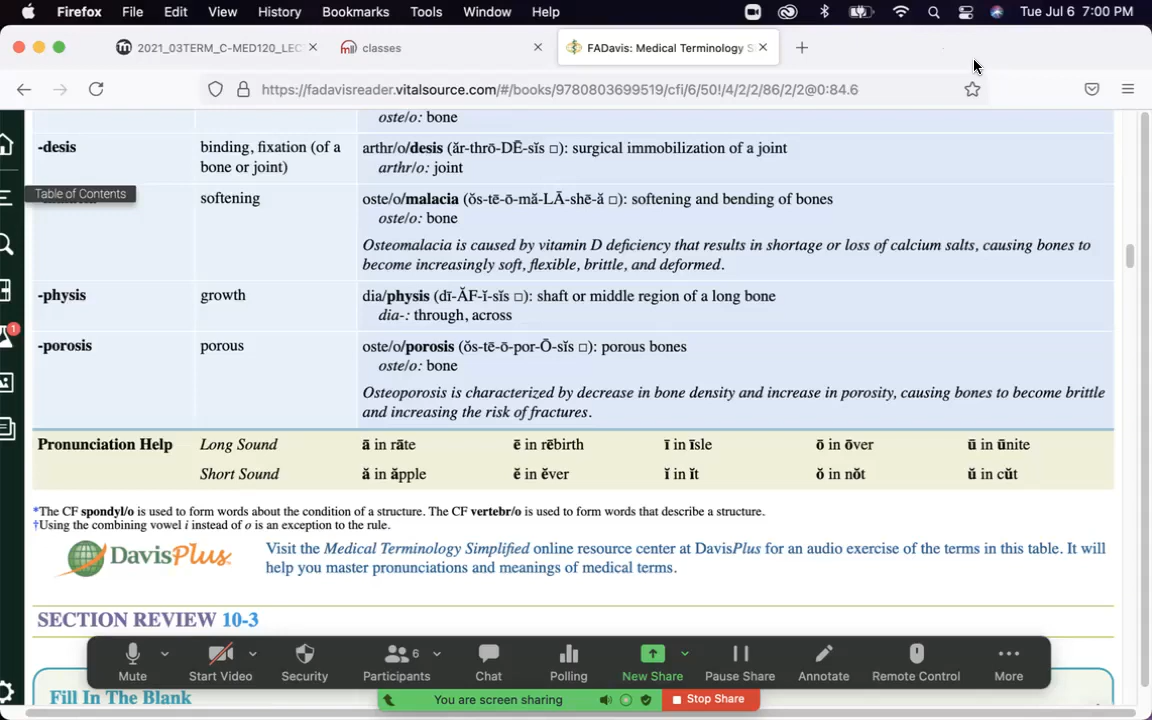 Firefox File Edit View History Bookmarks Tools Window Help Tue Jul 6 7:00 PM
2021_03TERM_C-MED120_LEC classes FADavis: Medical Terminology S
https://fadavisreader.vitalsource.com/#/books/9780803699519/cfi/6/50!/4/2/2/86/2/2@0:84.6
oste/o: bone
-desis binding, fixation (of a arthr/o/desis (ăr-thrō-DĒ-sĭs □): surgical immobilization of a joint
bone or joint) arthr/o: joint
Table of Contents
softening oste/o/malacia (ŏs-tē-ō-mă-LĀ-shē-ă □): softening and bending of bones
oste/o: bone
Osteomalacia is caused by vitamin D deficiency that results in shortage or loss of calcium salts, causing bones to
become increasingly soft, flexible, brittle, and deformed.
-physis growth dia/physis (dī-ĂF-ĭ-sĭs □): shaft or middle region of a long bone
dia-: through, across
1
-porosis porous oste/o/porosis (ŏs-tē-ō-por-Ō-sĭs □): porous bones
oste/o: bone
Osteoporosis is characterized by decrease in bone density and increase in porosity, causing bones to become brittle
and increasing the risk of fractures.
Pronunciation Help Long Sound ā in rāte ē in rēbirth ī in īsle ō in ōver ū in ūnite
Short Sound ă in ăpple ĕ in ĕver ĭ in ĭt ŏ in nŏt ŭ in cŭt
*The CF spondyl/o is used to form words about the condition of a structure. The CF vertebr/o is used to form words that describe a structure.
†Using the combining vowel i instead of o is an exception to the rule.
DavisPlus Visit the Medical Terminology Simplified online resource center at DavisPlus for an audio exercise of the terms in this table. It will
help you master pronunciations and meanings of medical terms.
SECTION REVIEW 10-3
6
Mute Start Video Security Participants Chat Polling New Share Pause Share Annotate Remote Control More
Fill In The Blank
You are screen sharing Stop Share